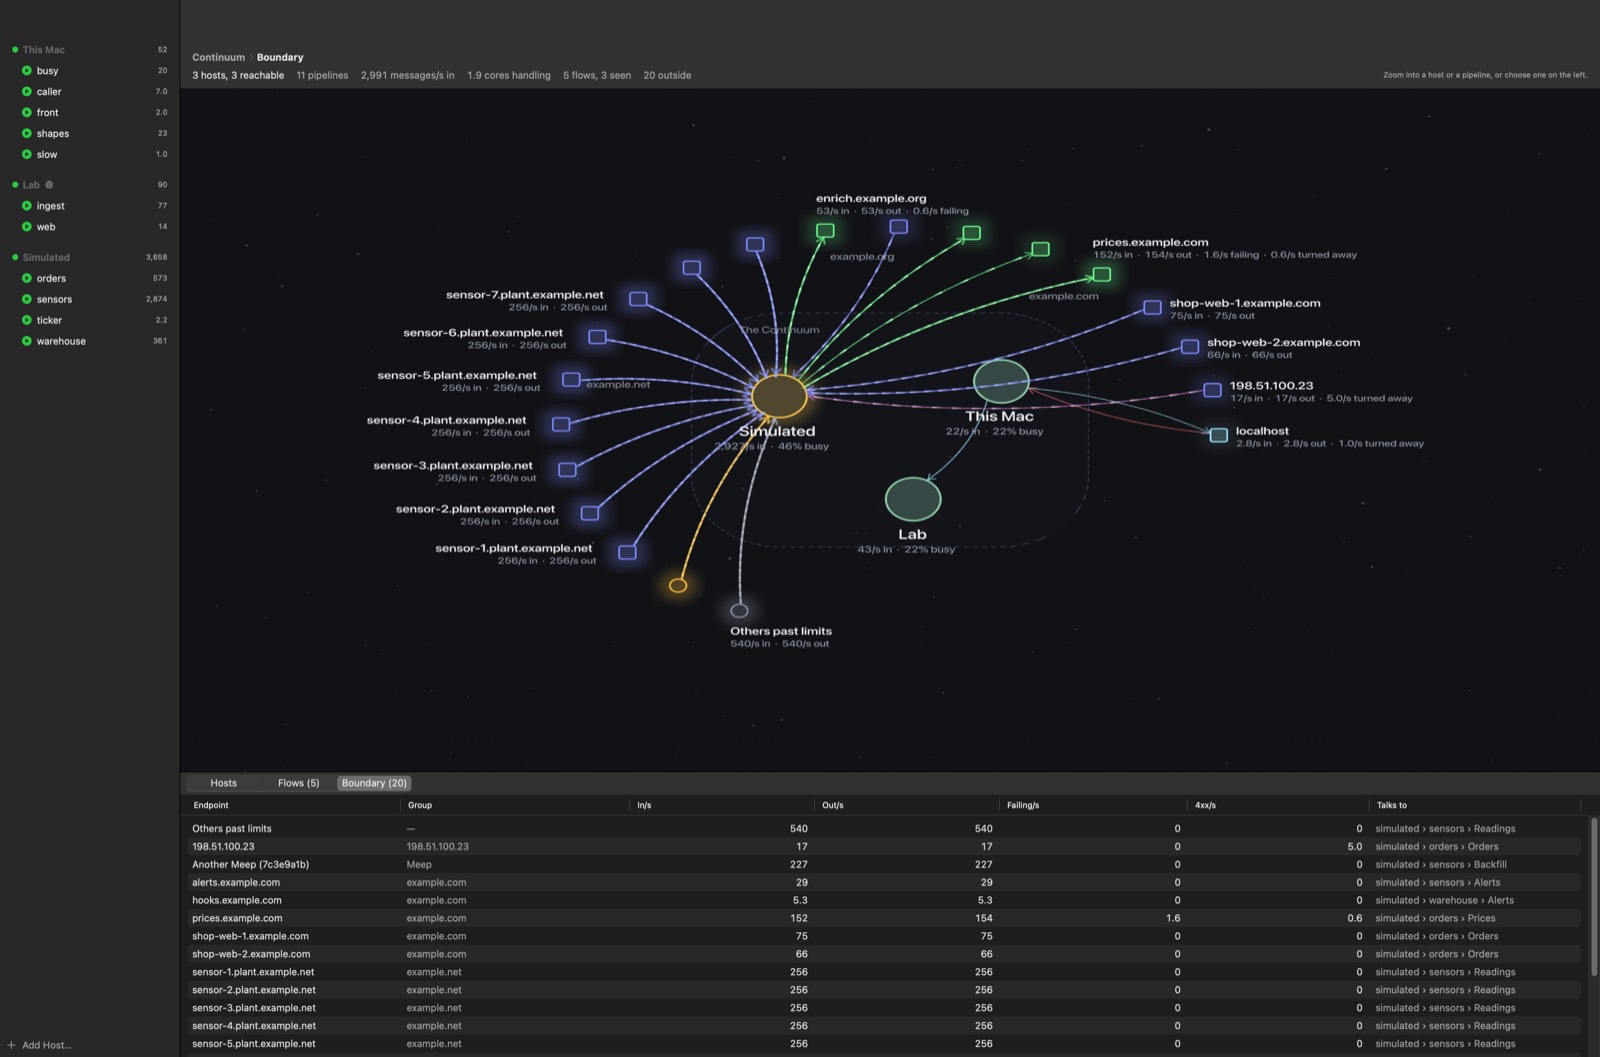 This Mac 52
busy 20
caller 7.0
front 2.0
shapes 23
slow 1.0
Lab 90
ingest 77
web 14
Simulated 3,658
orders 573
sensors 2,874
ticker 2.2
warehouse 361
+ Add Host...
Continuum › Boundary
3 hosts, 3 reachable 11 pipelines 2,991 messages/s in 1.9 cores handling 5 flows, 3 seen 20 outside
Zoom into a host or a pipeline, or choose one on the left.
enrich.example.org
53/s in · 53/s out · 0.6/s failing
example.org
prices.example.com
152/s in · 154/s out · 1.6/s failing · 0.6/s turned away
example.com
sensor-7.plant.example.net
256/s in · 256/s out
shop-web-1.example.com
75/s in · 75/s out
sensor-6.plant.example.net
256/s in · 256/s out
The Continuum
shop-web-2.example.com
66/s in · 66/s out
sensor-5.plant.example.net
256/s in · 256/s out
example.net
198.51.100.23
17/s in · 17/s out · 5.0/s turned away
sensor-4.plant.example.net
256/s in · 256/s out
Simulated
2,927/s in · 46% busy
This Mac
22/s in · 22% busy
localhost
2.8/s in · 2.8/s out · 1.0/s turned away
sensor-3.plant.example.net
256/s in · 256/s out
sensor-2.plant.example.net
256/s in · 256/s out
Lab
43/s in · 22% busy
sensor-1.plant.example.net
256/s in · 256/s out
Others past limits
540/s in · 540/s out
Hosts Flows (5) Boundary (20)
Endpoint Group In/s Out/s Failing/s 4xx/s Talks to
Others past limits — 540 540 0 0 simulated › sensors › Readings
198.51.100.23 198.51.100.23 17 17 0 5.0 simulated › orders › Orders
Another Meep (7c3e9a1b) Meep 227 227 0 0 simulated › sensors › Backfill
alerts.example.com example.com 29 29 0 0 simulated › sensors › Alerts
hooks.example.com example.com 5.3 5.3 0 0 simulated › warehouse › Alerts
prices.example.com example.com 152 154 1.6 0.6 simulated › orders › Prices
shop-web-1.example.com example.com 75 75 0 0 simulated › orders › Orders
shop-web-2.example.com example.com 66 66 0 0 simulated › orders › Orders
sensor-1.plant.example.net example.net 256 256 0 0 simulated › sensors › Readings
sensor-2.plant.example.net example.net 256 256 0 0 simulated › sensors › Readings
sensor-3.plant.example.net example.net 256 256 0 0 simulated › sensors › Readings
sensor-4.plant.example.net example.net 256 256 0 0 simulated › sensors › Readings
sensor-5.plant.example.net example.net 256 256 0 0 simulated › sensors › Readings